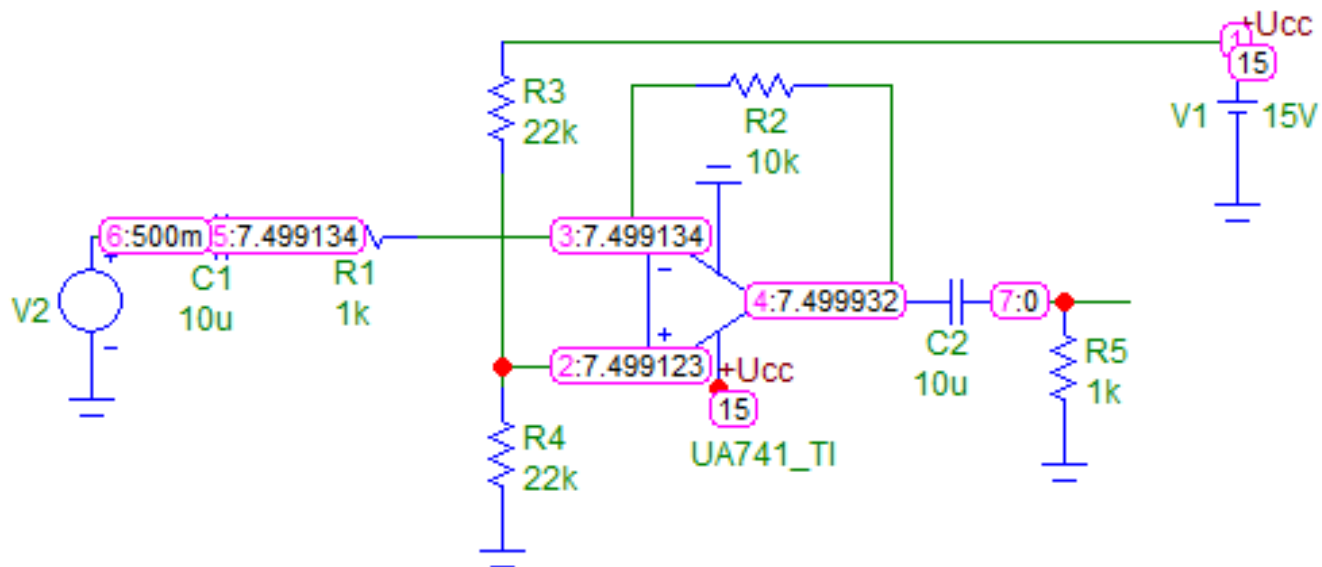 +Ucc
1
15
R3
22k
R2
10k
V1
15V
6:500m
5:7.499134
3:7.499134
C1
10u
R1
1k
V2
4:7.499932
7:0
C2
10u
R5
1k
2:7.499123
+Ucc
15
R4
22k
UA741_TI